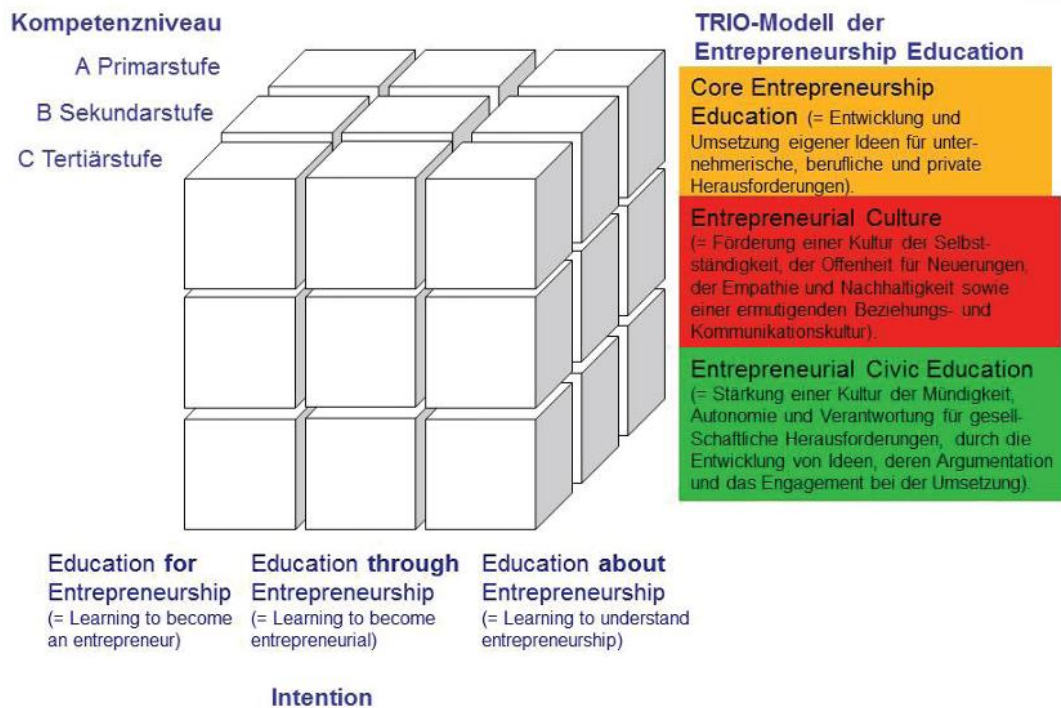 Kompetenzniveau
A Primarstufe
B Sekundarstufe
C Tertiärstufe
TRIO-Modell der
Entrepreneurship Education
Core Entrepreneurship
Education (= Entwicklung und
Umsetzung eigener Ideen für unter-
nehmerische, berufliche und private
Herausforderungen).
Entrepreneurial Culture
(= Förderung einer Kultur der Selbst-
ständigkeit, der Offenheit für Neuerungen,
der Empathie und Nachhaltigkeit sowie
einer ermutigenden Beziehungs- und
Kommunikationskultur).
Entrepreneurial Civic Education
(= Stärkung einer Kultur der Mündigkeit,
Autonomie und Verantwortung für gesell-
Schaftliche Herausforderungen, durch die
Entwicklung von Ideen, deren Argumentation
und das Engagement bei der Umsetzung).
Education for
Entrepreneurship
(= Learning to become
an entrepreneur)
Education through
Entrepreneurship
(= Learning to become
entrepreneurial)
Education about
Entrepreneurship
(= Learning to understand
entrepreneurship)
Intention